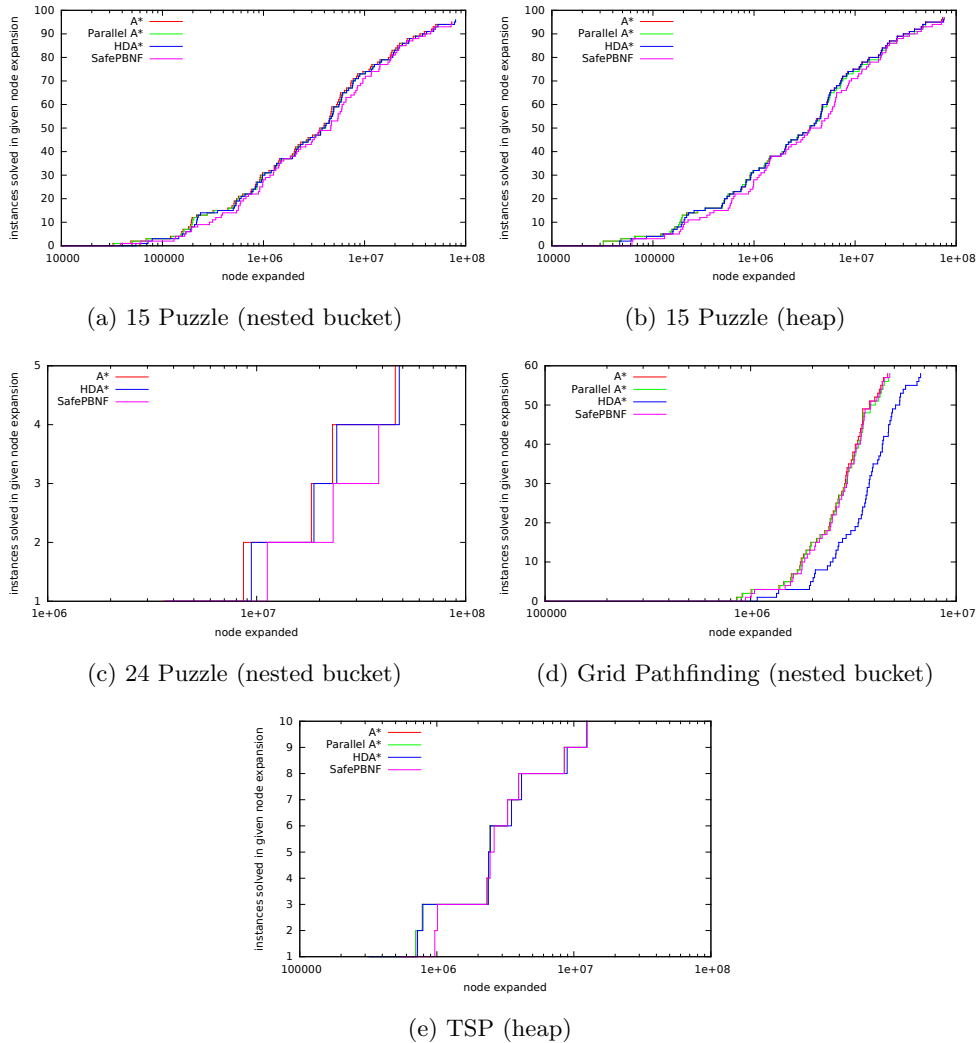 100
90
80
70
60
50
40
30
20
10
0
instances solved in given node expansion
A*
Parallel A*
HDA*
SafePBNF
10000 100000 1e+06 1e+07 1e+08
node expanded
(a) 15 Puzzle (nested bucket)
100
90
80
70
60
50
40
30
20
10
0
instances solved in given node expansion
A*
Parallel A*
HDA*
SafePBNF
10000 100000 1e+06 1e+07 1e+08
node expanded
(b) 15 Puzzle (heap)
5
4
3
2
1
instances solved in given node expansion
A*
HDA*
SafePBNF
1e+06 1e+07 1e+08
node expanded
(c) 24 Puzzle (nested bucket)
60
50
40
30
20
10
0
instances solved in given node expansion
A*
Parallel A*
HDA*
SafePBNF
100000 1e+06 1e+07
node expanded
(d) Grid Pathfinding (nested bucket)
10
9
8
7
6
5
4
3
2
1
instances solved in given node expansion
A*
Parallel A*
HDA*
SafePBNF
100000 1e+06 1e+07 1e+08
node expanded
(e) TSP (heap)